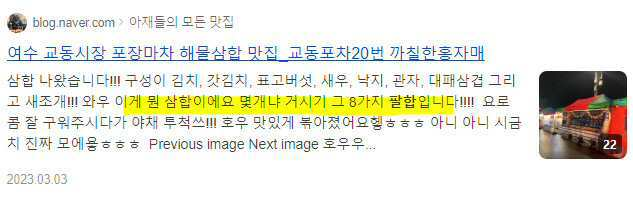 blog.naver.com › 아재들의 모든 맛집
여수 교동시장 포장마차 해물삼합 맛집_교동포차20번 까칠한홍자매
삼합 나왔습니다!!! 구성이 김치, 갓김치, 표고버섯, 새우, 낙지, 관자, 대패삼겹 그리
고 새조개!!! 와우 이게 뭔 삼합이에요 몇개냐 거시기 그 8가지 팔합입니다!!!! 요로
콤 잘 구워주시다가 야채 투척쓰!!! 호우 맛있게 볶아졌어요헿ㅎㅎㅎ 아니 아니 시금
치 진짜 모에용ㅎㅎㅎ Previous image Next image 호우우...
22
2023.03.03